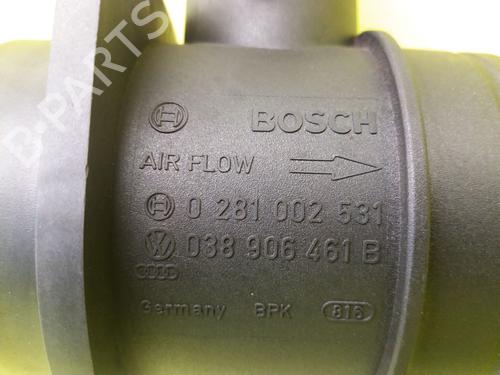 B-PARTS
BOSCH
AIR FLOW
0 281 002 531
038 906 461 B
Germany BPK 816